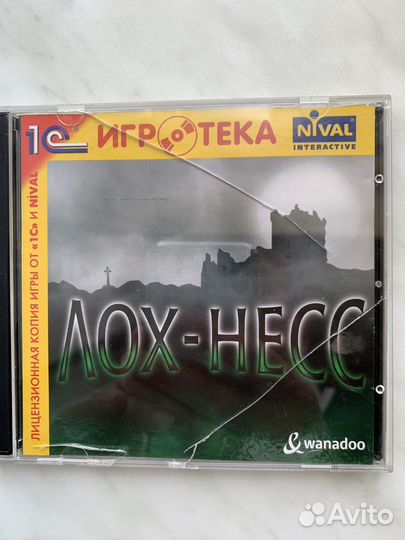 1С ИГРОТЕКА
NIVAL
INTERACTIVE
ЛИЦЕНЗИОННАЯ КОПИЯ ИГРЫ ОТ «1С» И NIVAL
ЛОХ-НЕСС
& wanadoo
Avito